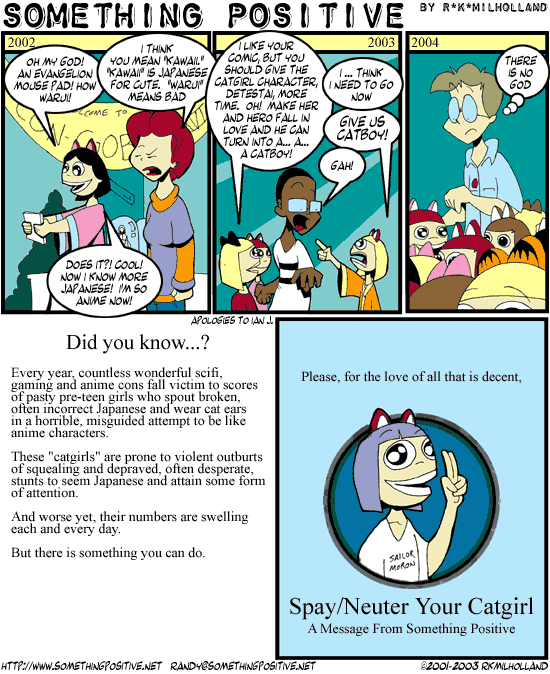 SOMETHING POSITIVE BY R*K*MILHOLLAND
2002
OH MY GOD!
AN EVANGELION
MOUSE PAD! HOW
WARUI!
I THINK
YOU MEAN "KAWAII."
"KAWAII" IS JAPANESE
FOR CUTE. "WARUI"
MEANS BAD
DOES IT?! COOL!
NOW I KNOW MORE
JAPANESE! I'M SO
ANIME NOW!
2003
I LIKE YOUR
COMIC, BUT YOU
SHOULD GIVE THE
CATGIRL CHARACTER,
DETESTAI, MORE
TIME. OH! MAKE HER
AND HERO FALL IN
LOVE AND HE CAN
TURN INTO A... A...
A CATBOY!
I ... THINK
I NEED TO GO
NOW
GIVE US
CATBOY!
GAH!
2004
THERE
IS NO
GOD
APOLOGIES TO IAN J.
Did you know...?
Every year, countless wonderful scifi,
gaming and anime cons fall victim to scores
of pasty pre-teen girls who spout broken,
often incorrect Japanese and wear cat ears
in a horrible, misguided attempt to be like
anime characters.
These "catgirls" are prone to violent outburts
of squealing and depraved, often desperate,
stunts to seem Japanese and attain some form
of attention.
And worse yet, their numbers are swelling
each and every day.
But there is something you can do.
Please, for the love of all that is decent,
SAILOR
MORON
Spay/Neuter Your Catgirl
A Message From Something Positive
HTTP://WWW.SOMETHINGPOSITIVE.NET RANDY@SOMETHINGPOSITIVE.NET ©2001-2003 RKMILHOLLAND